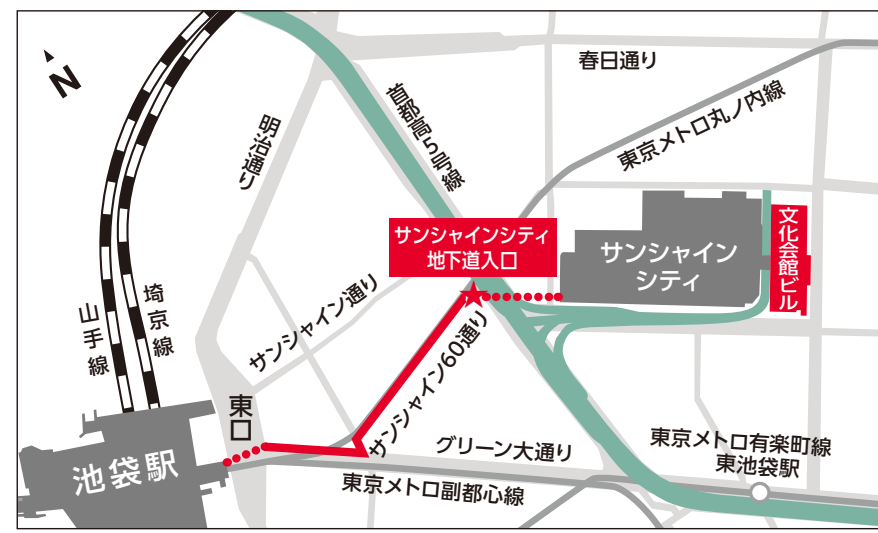 N
春日通り
首都高5号線
明治通り
東京メトロ丸ノ内線
サンシャインシティ
地下道入口
サンシャイン
シティ
文化会館ビル
サンシャイン通り
埼京線
山手線
サンシャイン60通り
東口
グリーン大通り
東京メトロ有楽町線
東池袋駅
池袋駅
東京メトロ副都心線